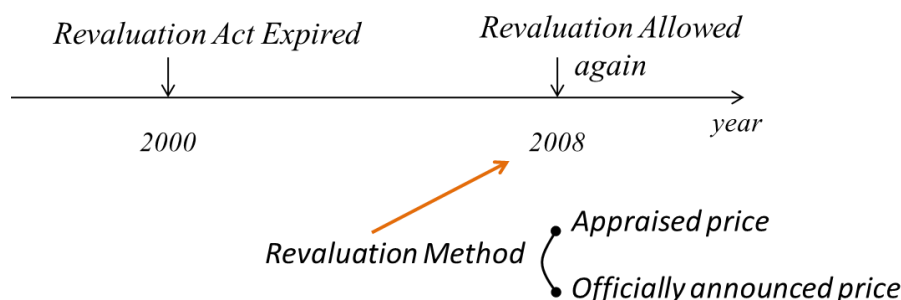 Revaluation Act Expired
Revaluation Allowed
again
2000
2008
year
Revaluation Method
Appraised price
Officially announced price